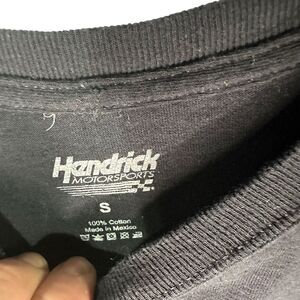 Hendrick
MOTORSPORTS
S
100% Cotton
Made in Mexico